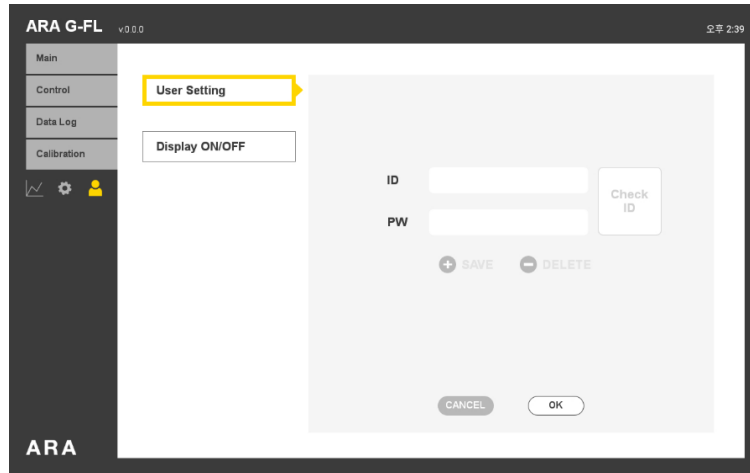 ARA G-FL v.0.0.0
오후 2:39
Main
Control
Data Log
Calibration
User Setting
Display ON/OFF
ID
PW
Check
ID
SAVE DELETE
CANCEL OK
ARA